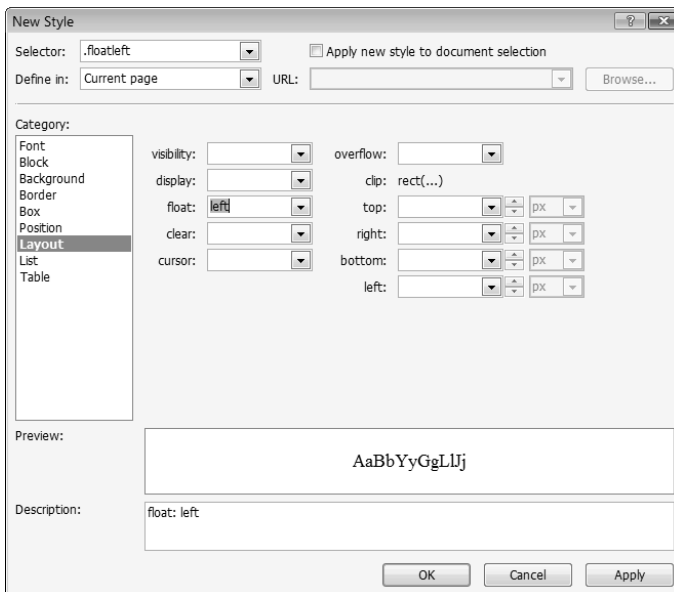 New Style
Selector: .floatleft Apply new style to document selection
Define in: Current page URL: Browse...
Category:
Font
Block
Background
Border
Box
Position
Layout
List
Table
visibility: overflow:
display: clip: rect(...)
float: left top: px
clear: right: px
cursor: bottom: px
left: px
Preview:
AaBbYyGgLlJj
Description:
float: left
OK Cancel Apply